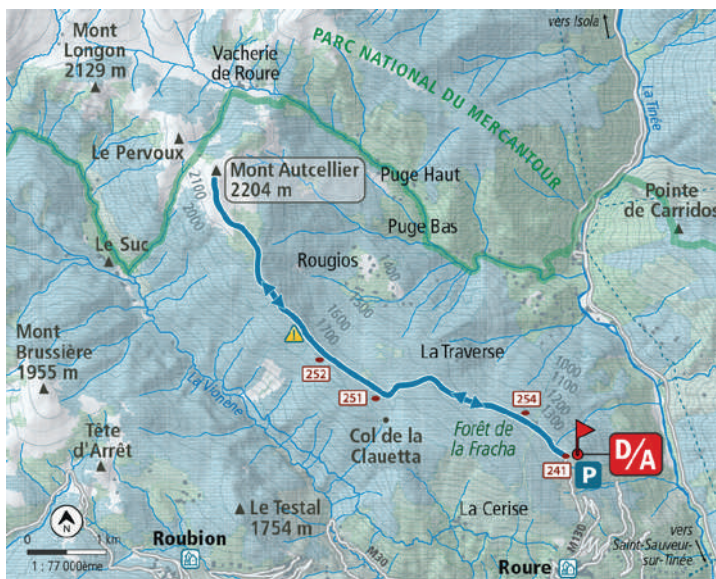 Mont
Longon
2129 m
Vacherie
de Roure
PARC NATIONAL DU MERCANTOUR
vers Isola
La Tinée
Le Pervoux
2100
2000
Mont Autcellier
2204 m
Puge Haut
Puge Bas
Pointe
de Carridos
Le Suc
Rougios
1400
1500
1600
1700
Mont
Brussière
1955 m
La Vionène
252
251
La Traverse
1000
1100
1200
1300
254
Col de la
Clauetta
Forêt de
la Fracha
241
D/A
P
Tête
d'Arrêt
N
0
1 km
1 : 77 000ème
Le Testal
1754 m
La Cerise
Roubion
M30
Roure
M130
vers
Saint-Sauveur-
sur-Tinée